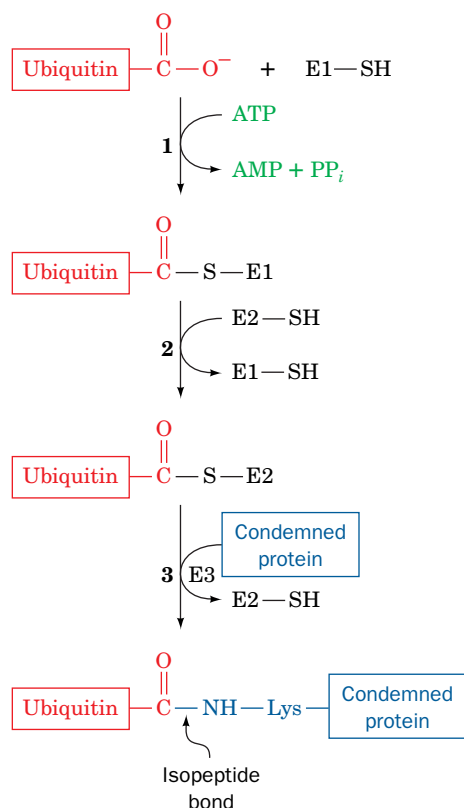 O
Ubiquitin—C—O⁻ + E1—SH
ATP
1
AMP + PPi
O
Ubiquitin—C—S—E1
E2—SH
2
E1—SH
O
Ubiquitin—C—S—E2
Condemned
protein
3 E3
E2—SH
O
Ubiquitin—C—NH—Lys—Condemned
protein
Isopeptide
bond